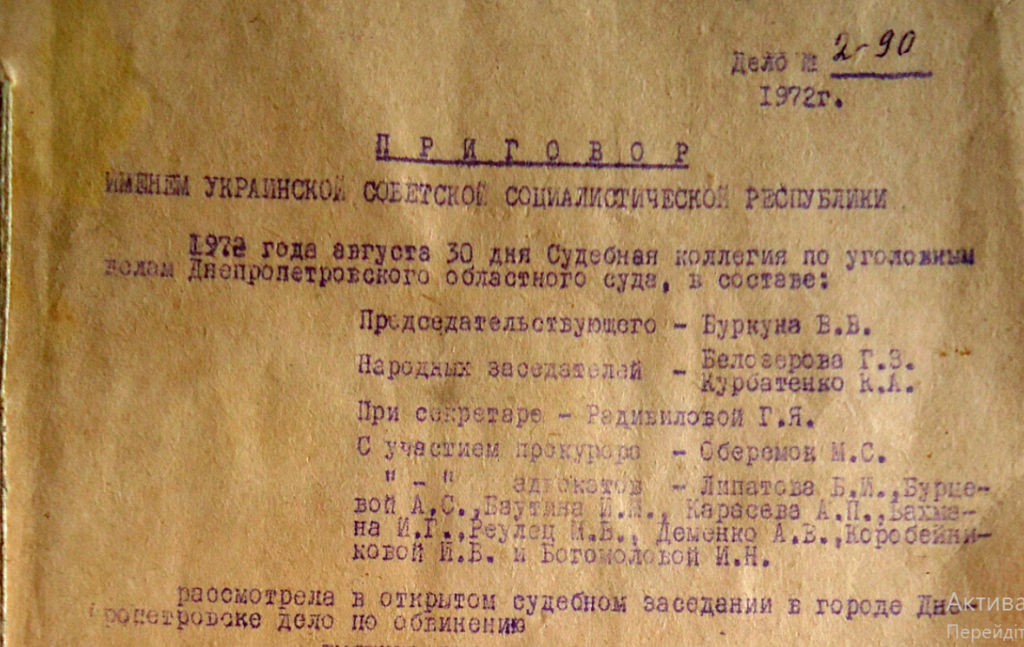 Дело № 2-90
1972г.
П Р И Г О В О Р
ИМЕНЕМ УКРАИНСКОЙ СОВЕТСКОЙ СОЦИАЛИСТИЧЕСКОЙ РЕСПУБЛИКИ
1972 года августа 30 дня Судебная коллегия по уголовным
делам Днепропетровского областного суда, в составе:
Председательствующего - Буркуна В.В.
Народных заседателей - Белозерова Г.З.
Курбатенко К.А.
При секретаре - Радивиловой Г.Я.
С участием прокурора - Оберемок М.С.
" - " адвокатов - Липатова Б.И., Бурце-
вой А.С., Баутина И.М., Карасева А.П., Вахме-
на И.Г., Реулец М.В., Деменко А.В., Коробейни-
ковой Й.В. и Богомоловой И.Н.
рассмотрела в открытом судебном заседании в городе Дне-
ропетровске дело по обвинению
Актива
Перейдіт